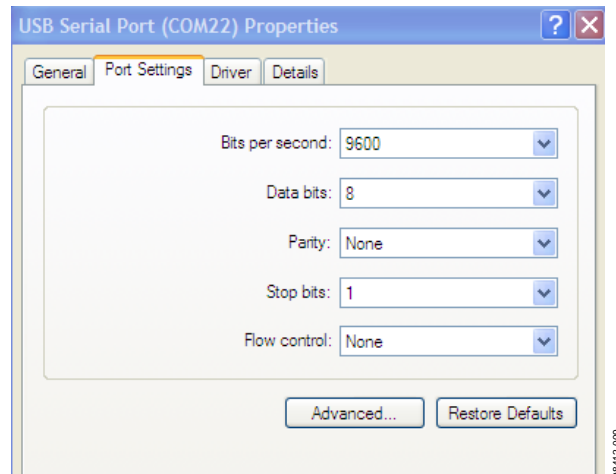 USB Serial Port (COM22) Properties
General Port Settings Driver Details
Bits per second: 9600
Data bits: 8
Parity: None
Stop bits: 1
Flow control: None
Advanced... Restore Defaults